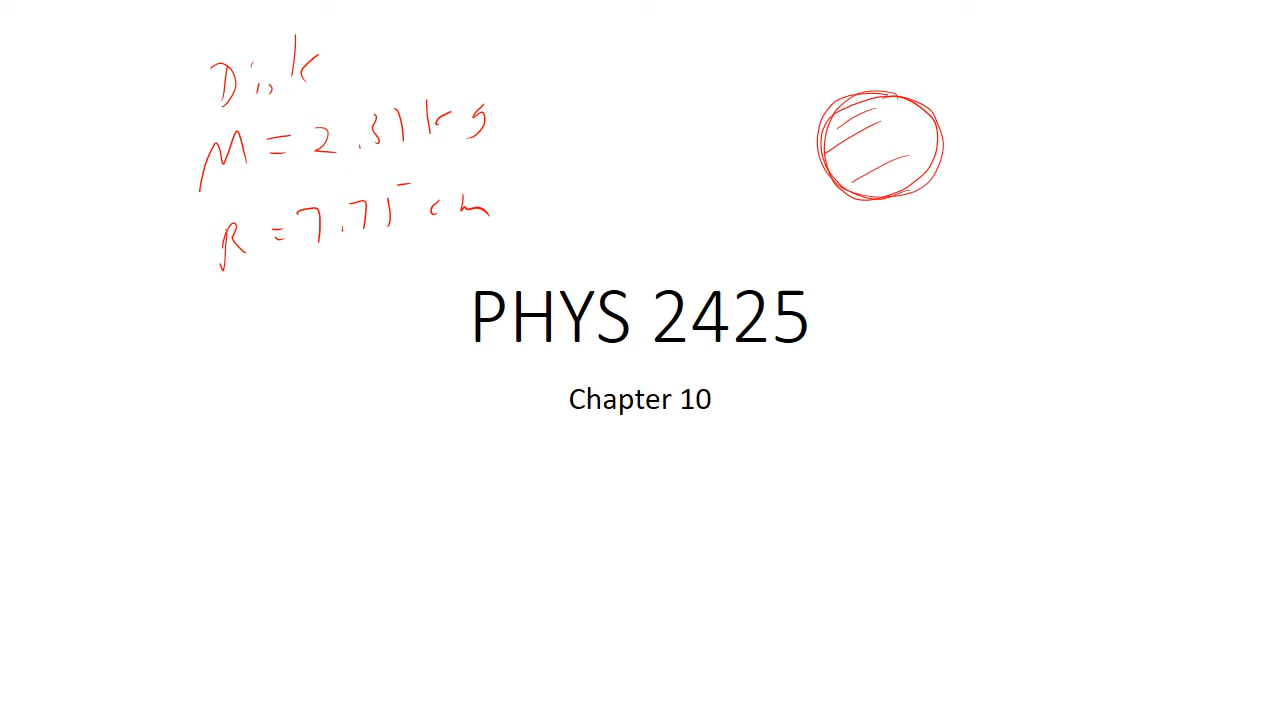 Disk
M = 2.31 kg
R = 7.75 cm
PHYS 2425
Chapter 10